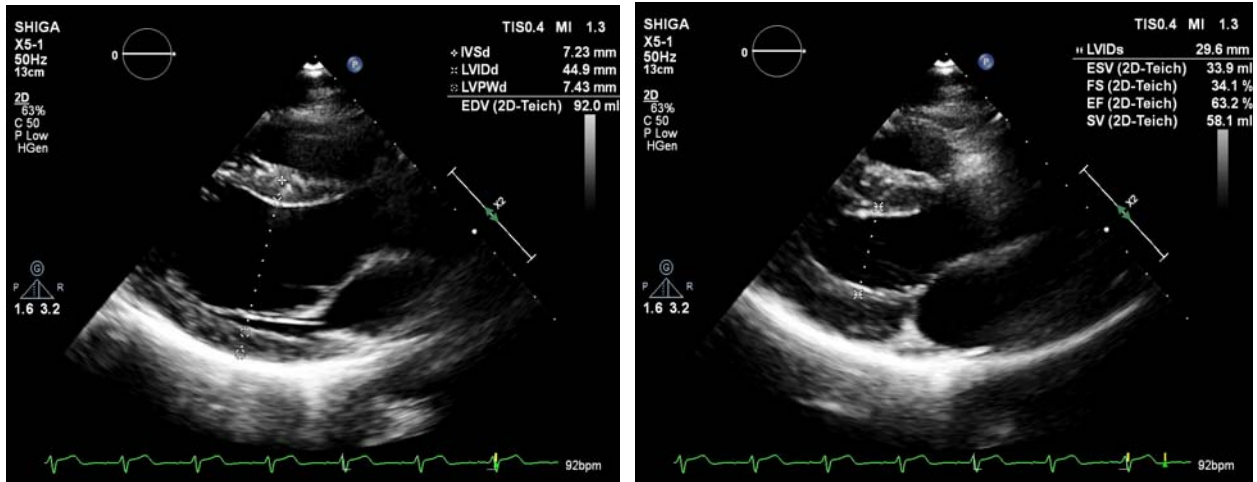 SHIGA
X5-1
50Hz
13cm
2D
63%
C 50
P Low
HGen
TIS0.4 MI 1.3
IVSd 7.23 mm
LVIDd 44.9 mm
LVPWd 7.43 mm
EDV (2D-Teich) 92.0 ml
0
P
X2
G
P R
1.6 3.2
92bpm
SHIGA
X5-1
50Hz
13cm
2D
63%
C 50
P Low
HGen
TIS0.4 MI 1.3
LVIDs 29.6 mm
ESV (2D-Teich) 33.9 ml
FS (2D-Teich) 34.1 %
EF (2D-Teich) 63.2 %
SV (2D-Teich) 58.1 ml
0
P
X2
G
P R
1.6 3.2
92bpm